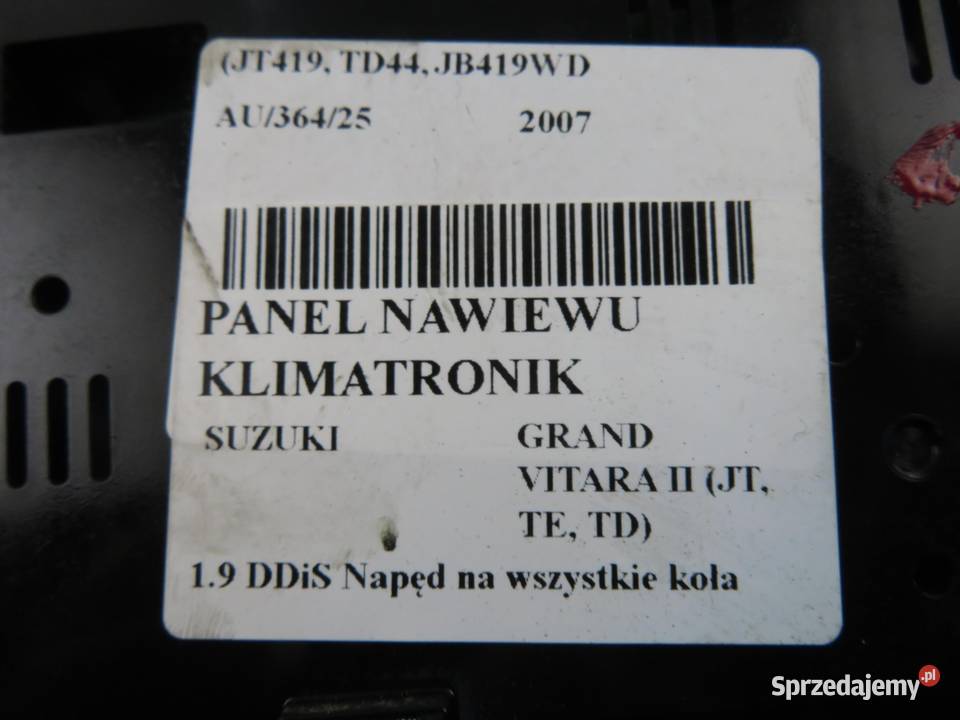 (JT419, TD44, JB419WD
AU/364/25 2007
PANEL NAWIEWU
KLIMATRONIK
SUZUKI GRAND
VITARA II (JT,
TE, TD)
1.9 DDiS Napęd na wszystkie koła
Sprzedajemy.pl